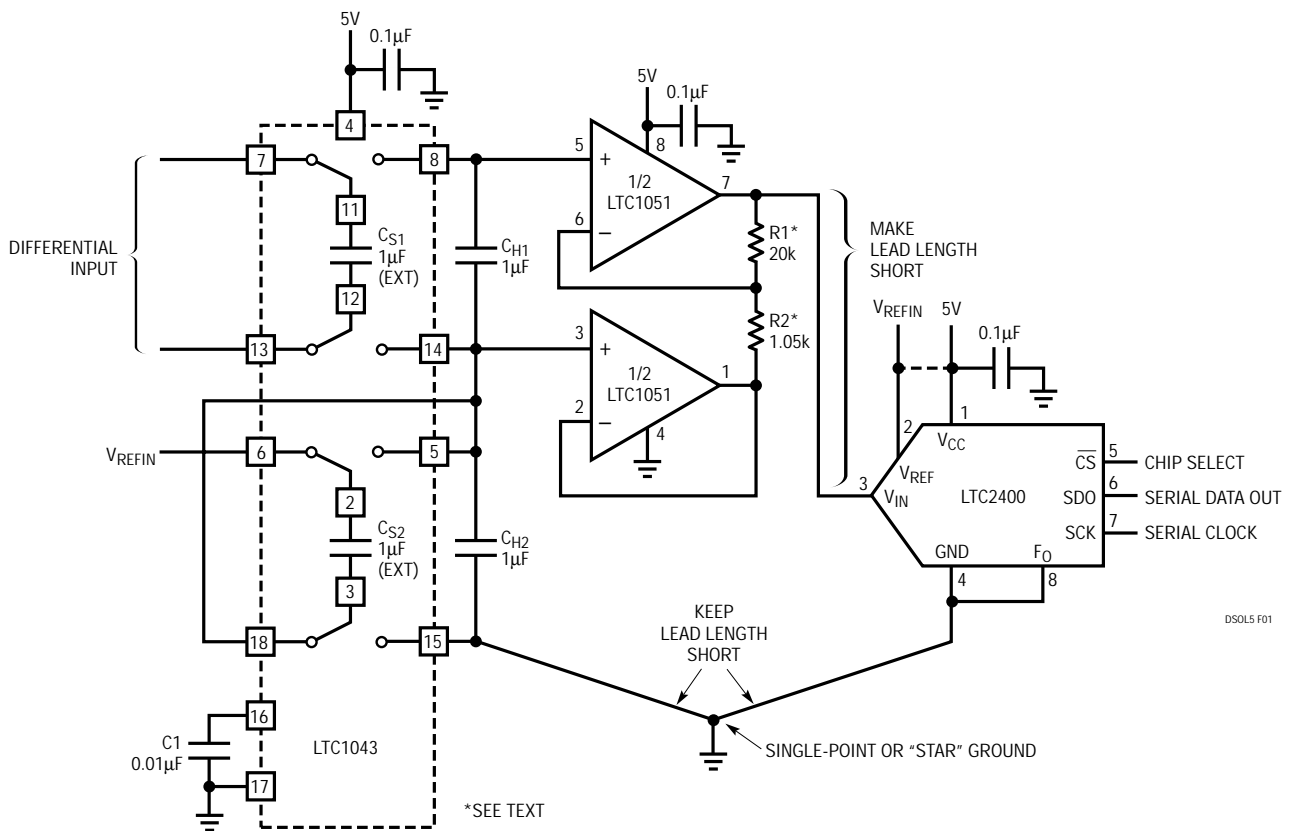 5V
0.1µF
4
7
8
11
CS1
1µF
(EXT)
12
13
14
DIFFERENTIAL
INPUT
CH1
1µF
5
+
6
–
1/2
LTC1051
7
5V
0.1µF
8
R1*
20k
R2*
1.05k
3
+
2
–
1/2
LTC1051
1
4
MAKE
LEAD LENGTH
SHORT
VREFIN
5V
0.1µF
1
2
VCC
VREF
3
VIN
LTC2400
CS
5
CHIP SELECT
SDO
6
SERIAL DATA OUT
SCK
7
SERIAL CLOCK
GND
FO
4
8
VREFIN
6
5
2
CS2
1µF
(EXT)
3
18
15
CH2
1µF
KEEP
LEAD LENGTH
SHORT
DSOL5 F01
16
C1
0.01µF
17
LTC1043
SINGLE-POINT OR “STAR” GROUND
*SEE TEXT